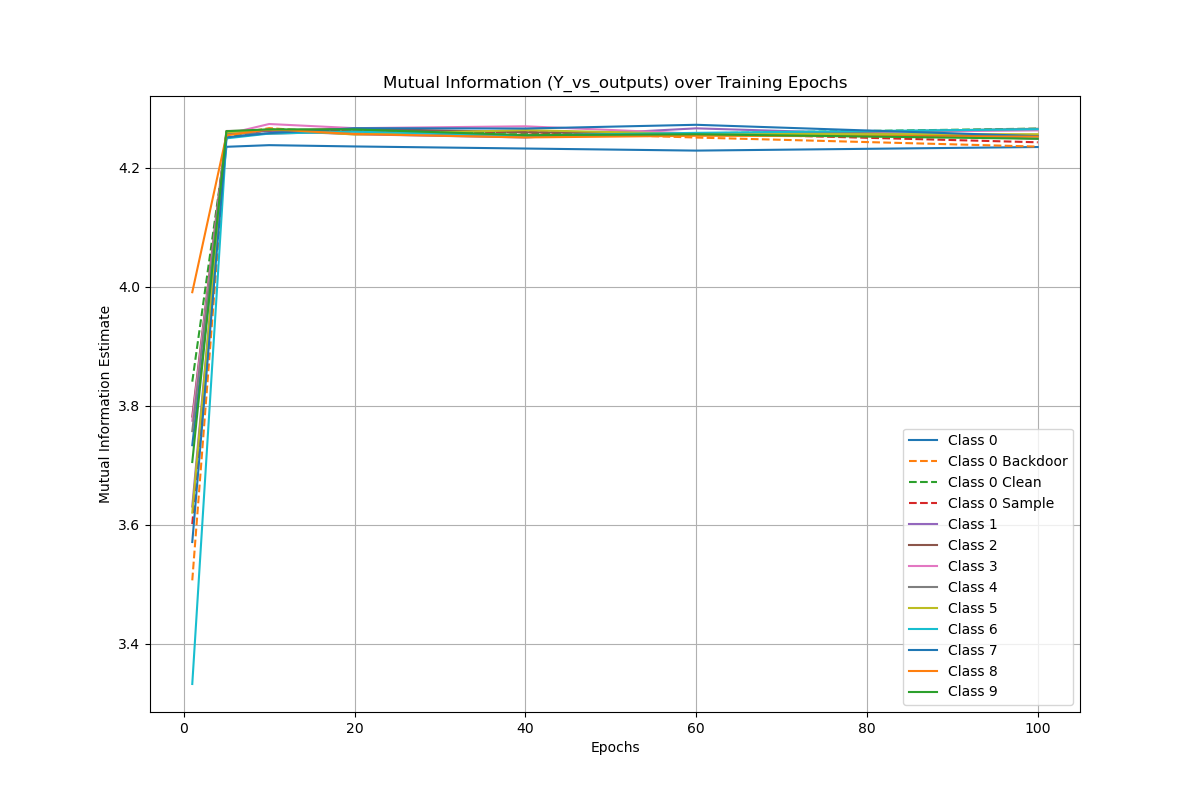 Mutual Information (Y_vs_outputs) over Training Epochs
Mutual Information Estimate
4.2
4.0
3.8
3.6
3.4
0 20 40 60 80 100
Epochs
Class 0
Class 0 Backdoor
Class 0 Clean
Class 0 Sample
Class 1
Class 2
Class 3
Class 4
Class 5
Class 6
Class 7
Class 8
Class 9